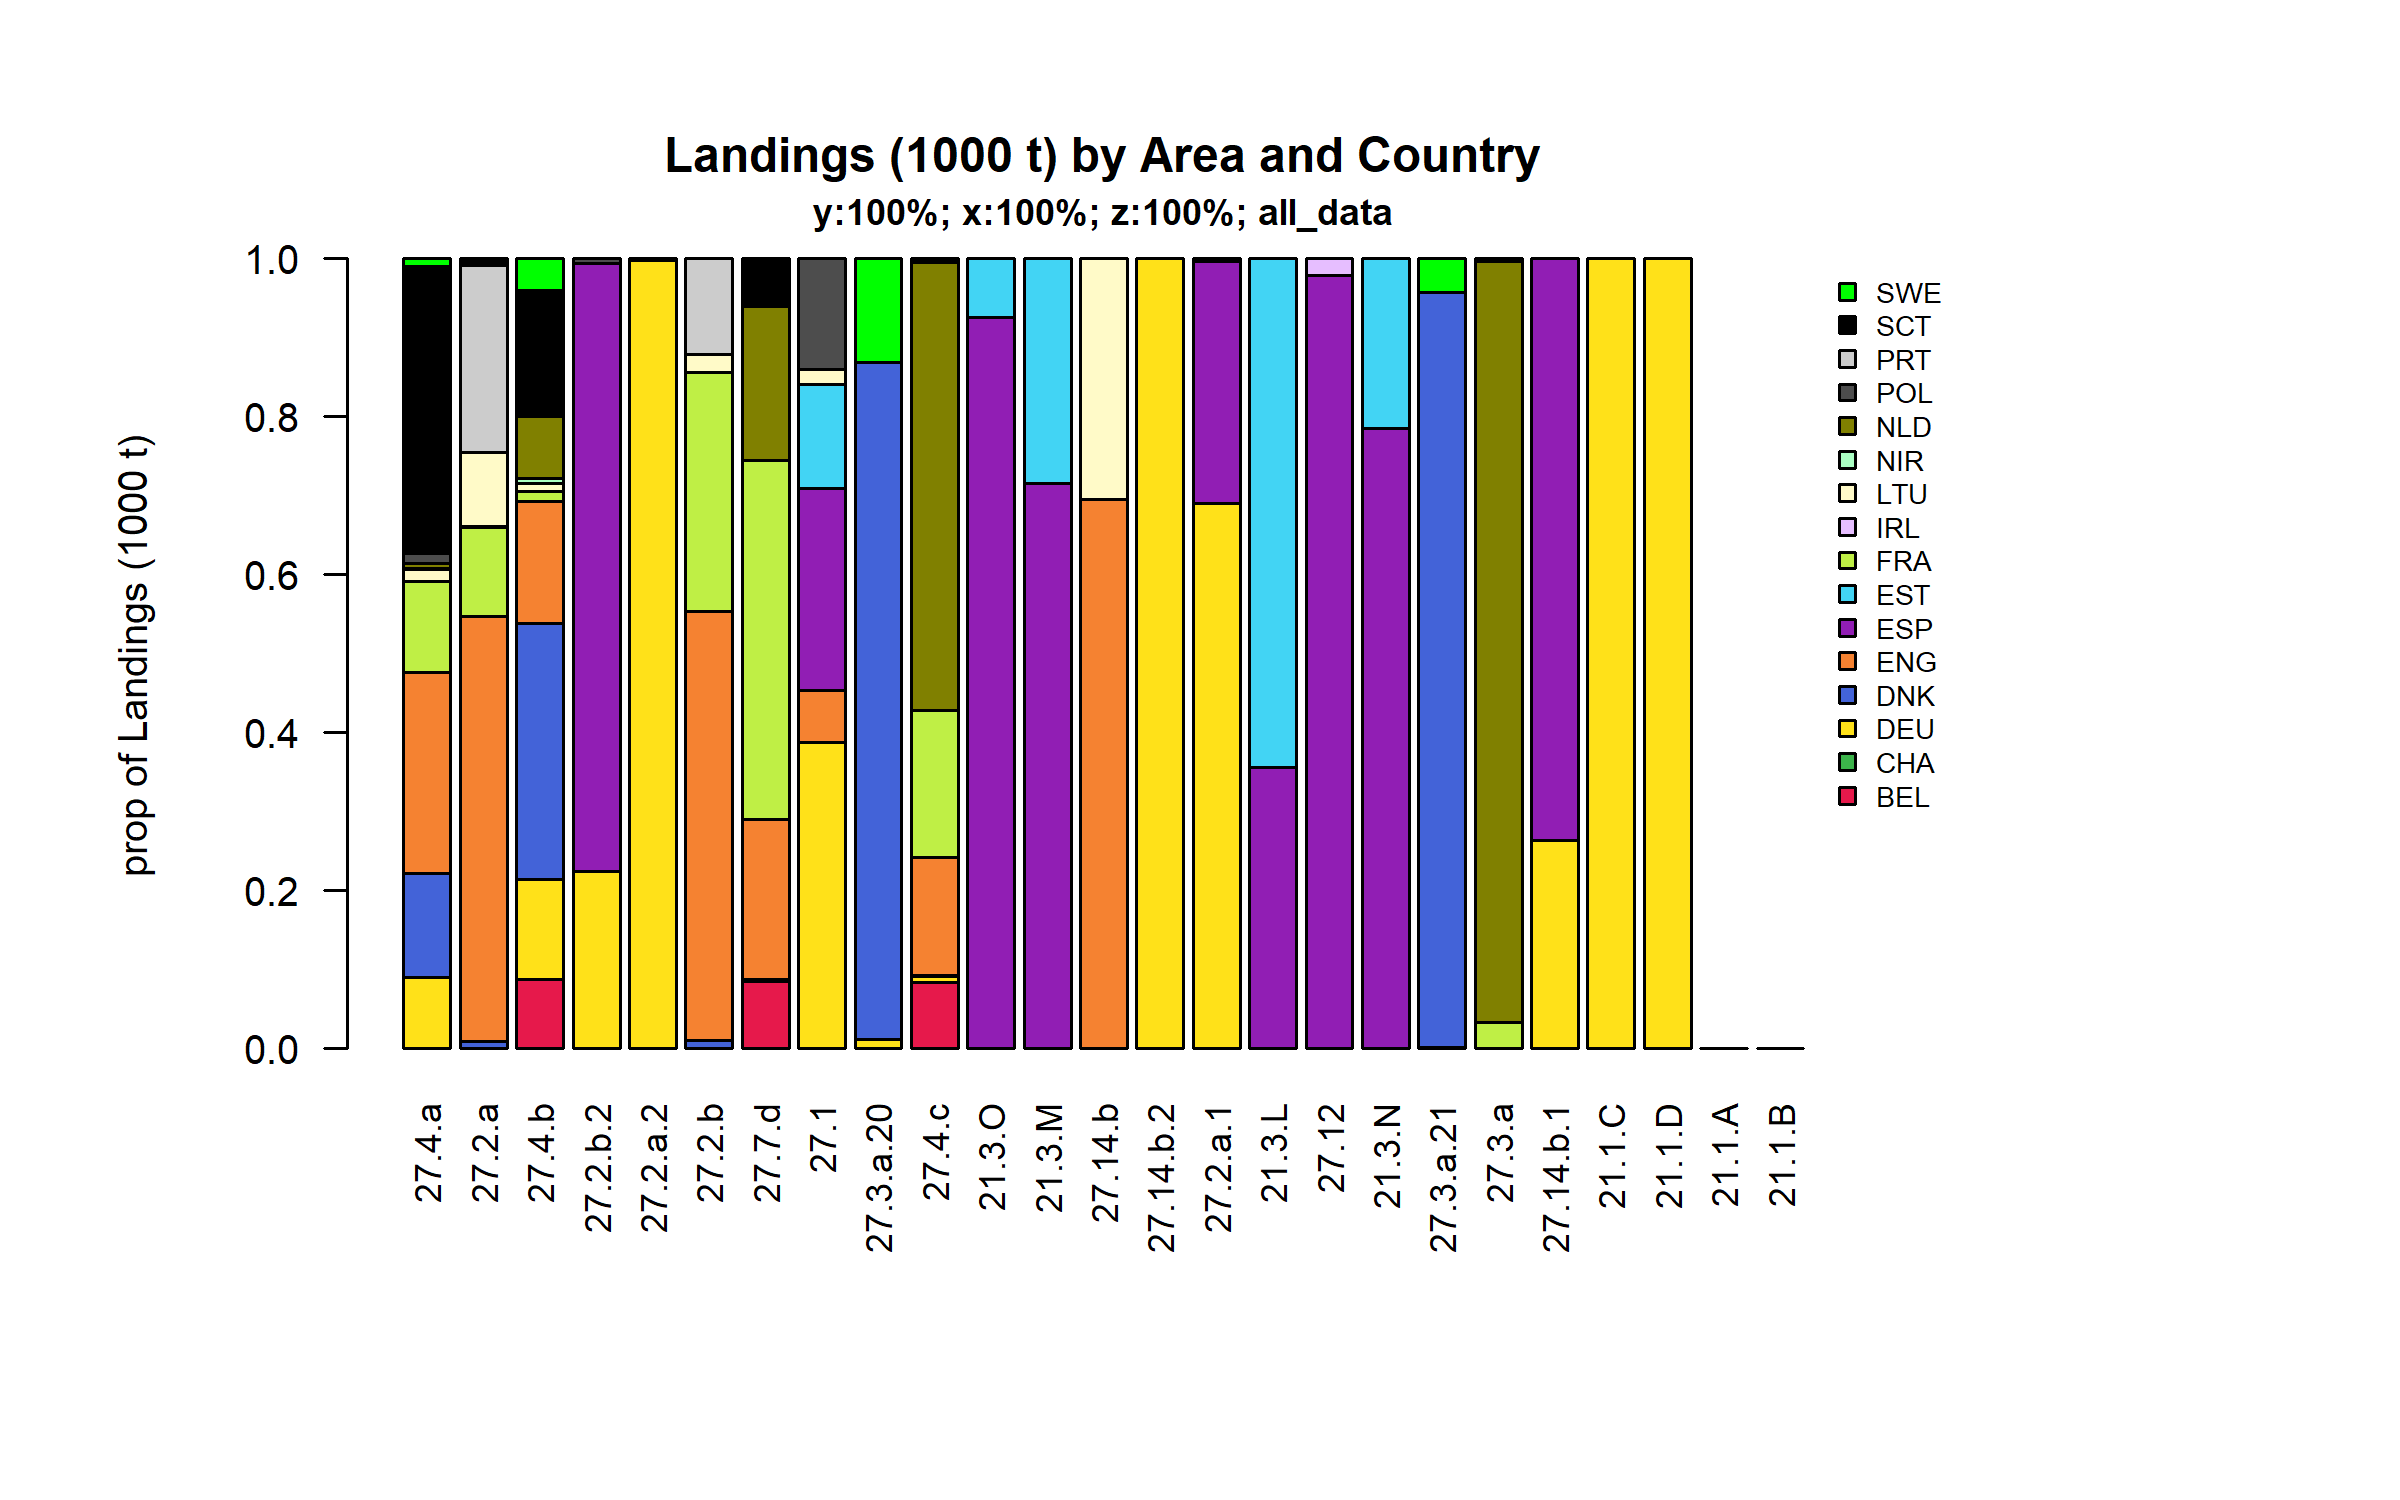 Landings (1000 t) by Area and Country
y:100%; x:100%; z:100%; all_data
prop of Landings (1000 t)
1.0
0.8
0.6
0.4
0.2
0.0
27.4.a
27.2.a
27.4.b
27.2.b.2
27.2.a.2
27.2.b
27.7.d
27.1
27.3.a.20
27.4.c
21.3.O
21.3.M
27.14.b
27.14.b.2
27.2.a.1
21.3.L
27.12
21.3.N
27.3.a.21
27.3.a
27.14.b.1
21.1.C
21.1.D
21.1.A
21.1.B
SWE
SCT
PRT
POL
NLD
NIR
LTU
IRL
FRA
EST
ESP
ENG
DNK
DEU
CHA
BEL